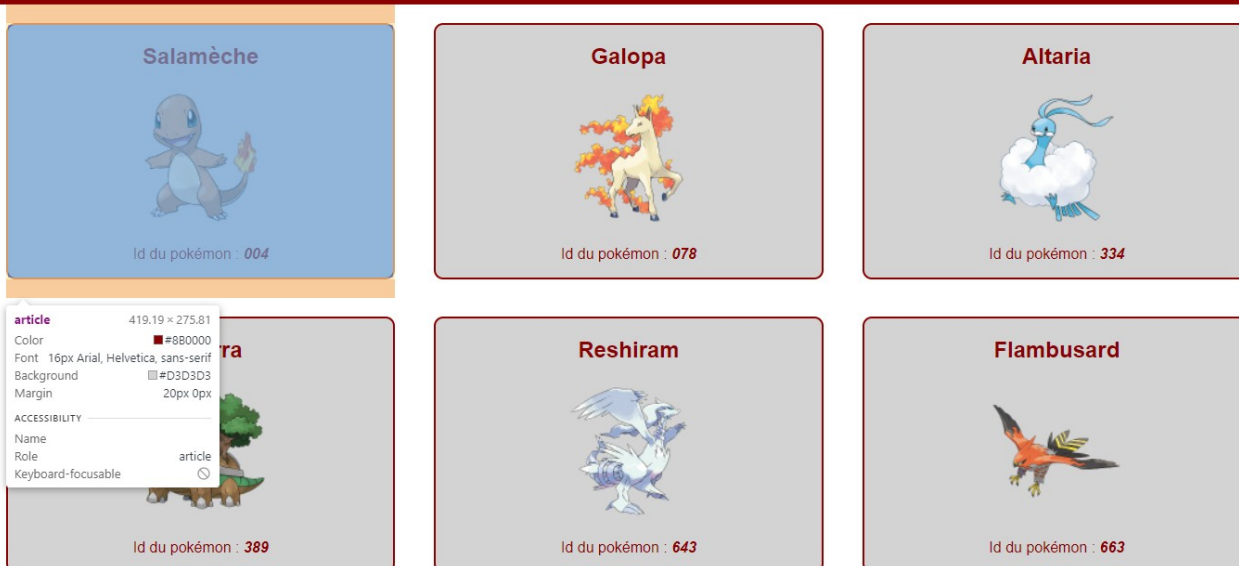 Salamèche
Galopa
Altaria
Id du pokémon : 004
Id du pokémon : 078
Id du pokémon : 334
article 419.19 × 275.81
Color #8B0000
Font 16px Arial, Helvetica, sans-serif
Background #D3D3D3
Margin 20px 0px
ACCESSIBILITY
Name
Role article
Keyboard-focusable
rra
Reshiram
Flambusard
Id du pokémon : 389
Id du pokémon : 643
Id du pokémon : 663